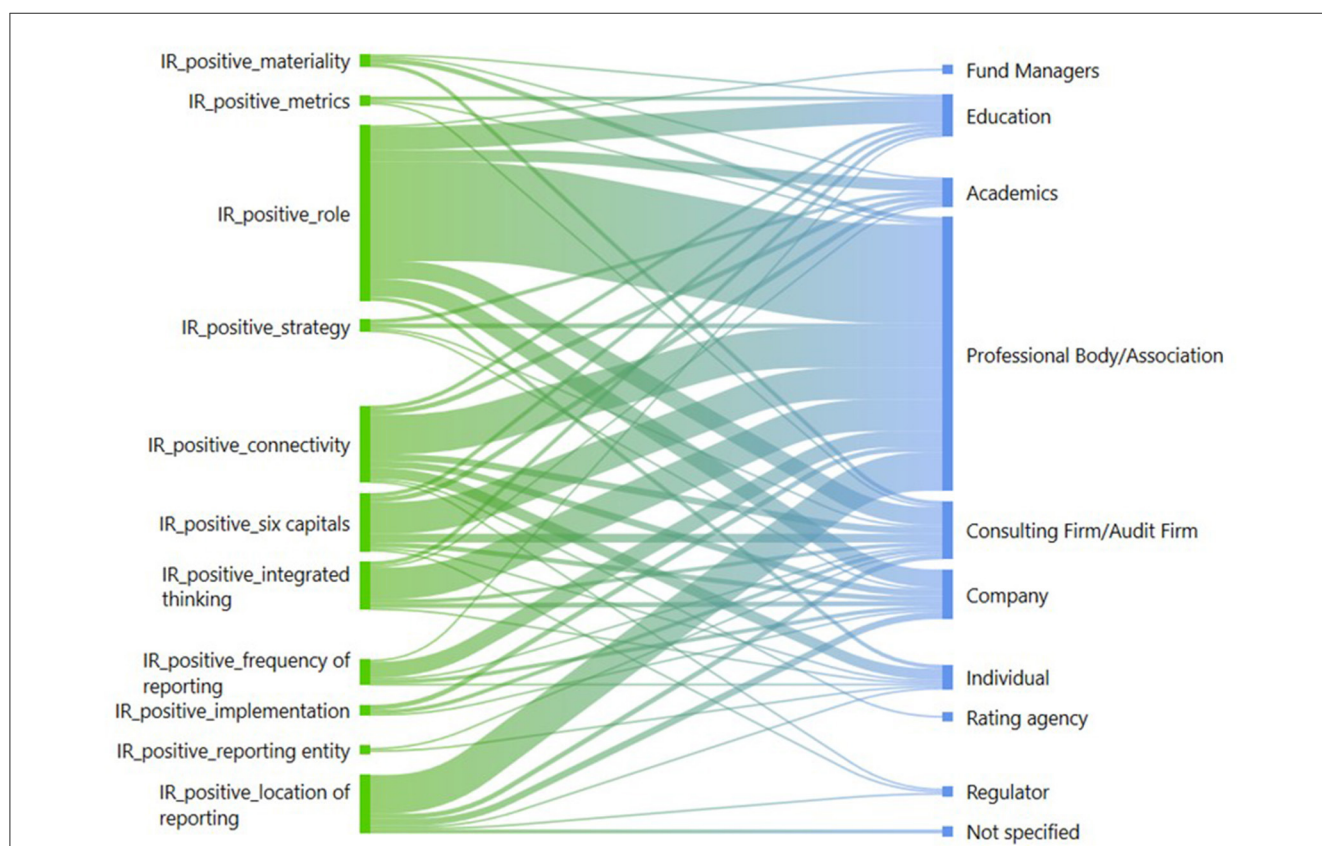 IR_positive_materiality
IR_positive_metrics
IR_positive_role
IR_positive_strategy
IR_positive_connectivity
IR_positive_six capitals
IR_positive_integrated
thinking
IR_positive_frequency of
reporting
IR_positive_implementation
IR_positive_reporting entity
IR_positive_location of
reporting
Fund Managers
Education
Academics
Professional Body/Association
Consulting Firm/Audit Firm
Company
Individual
Rating agency
Regulator
Not specified